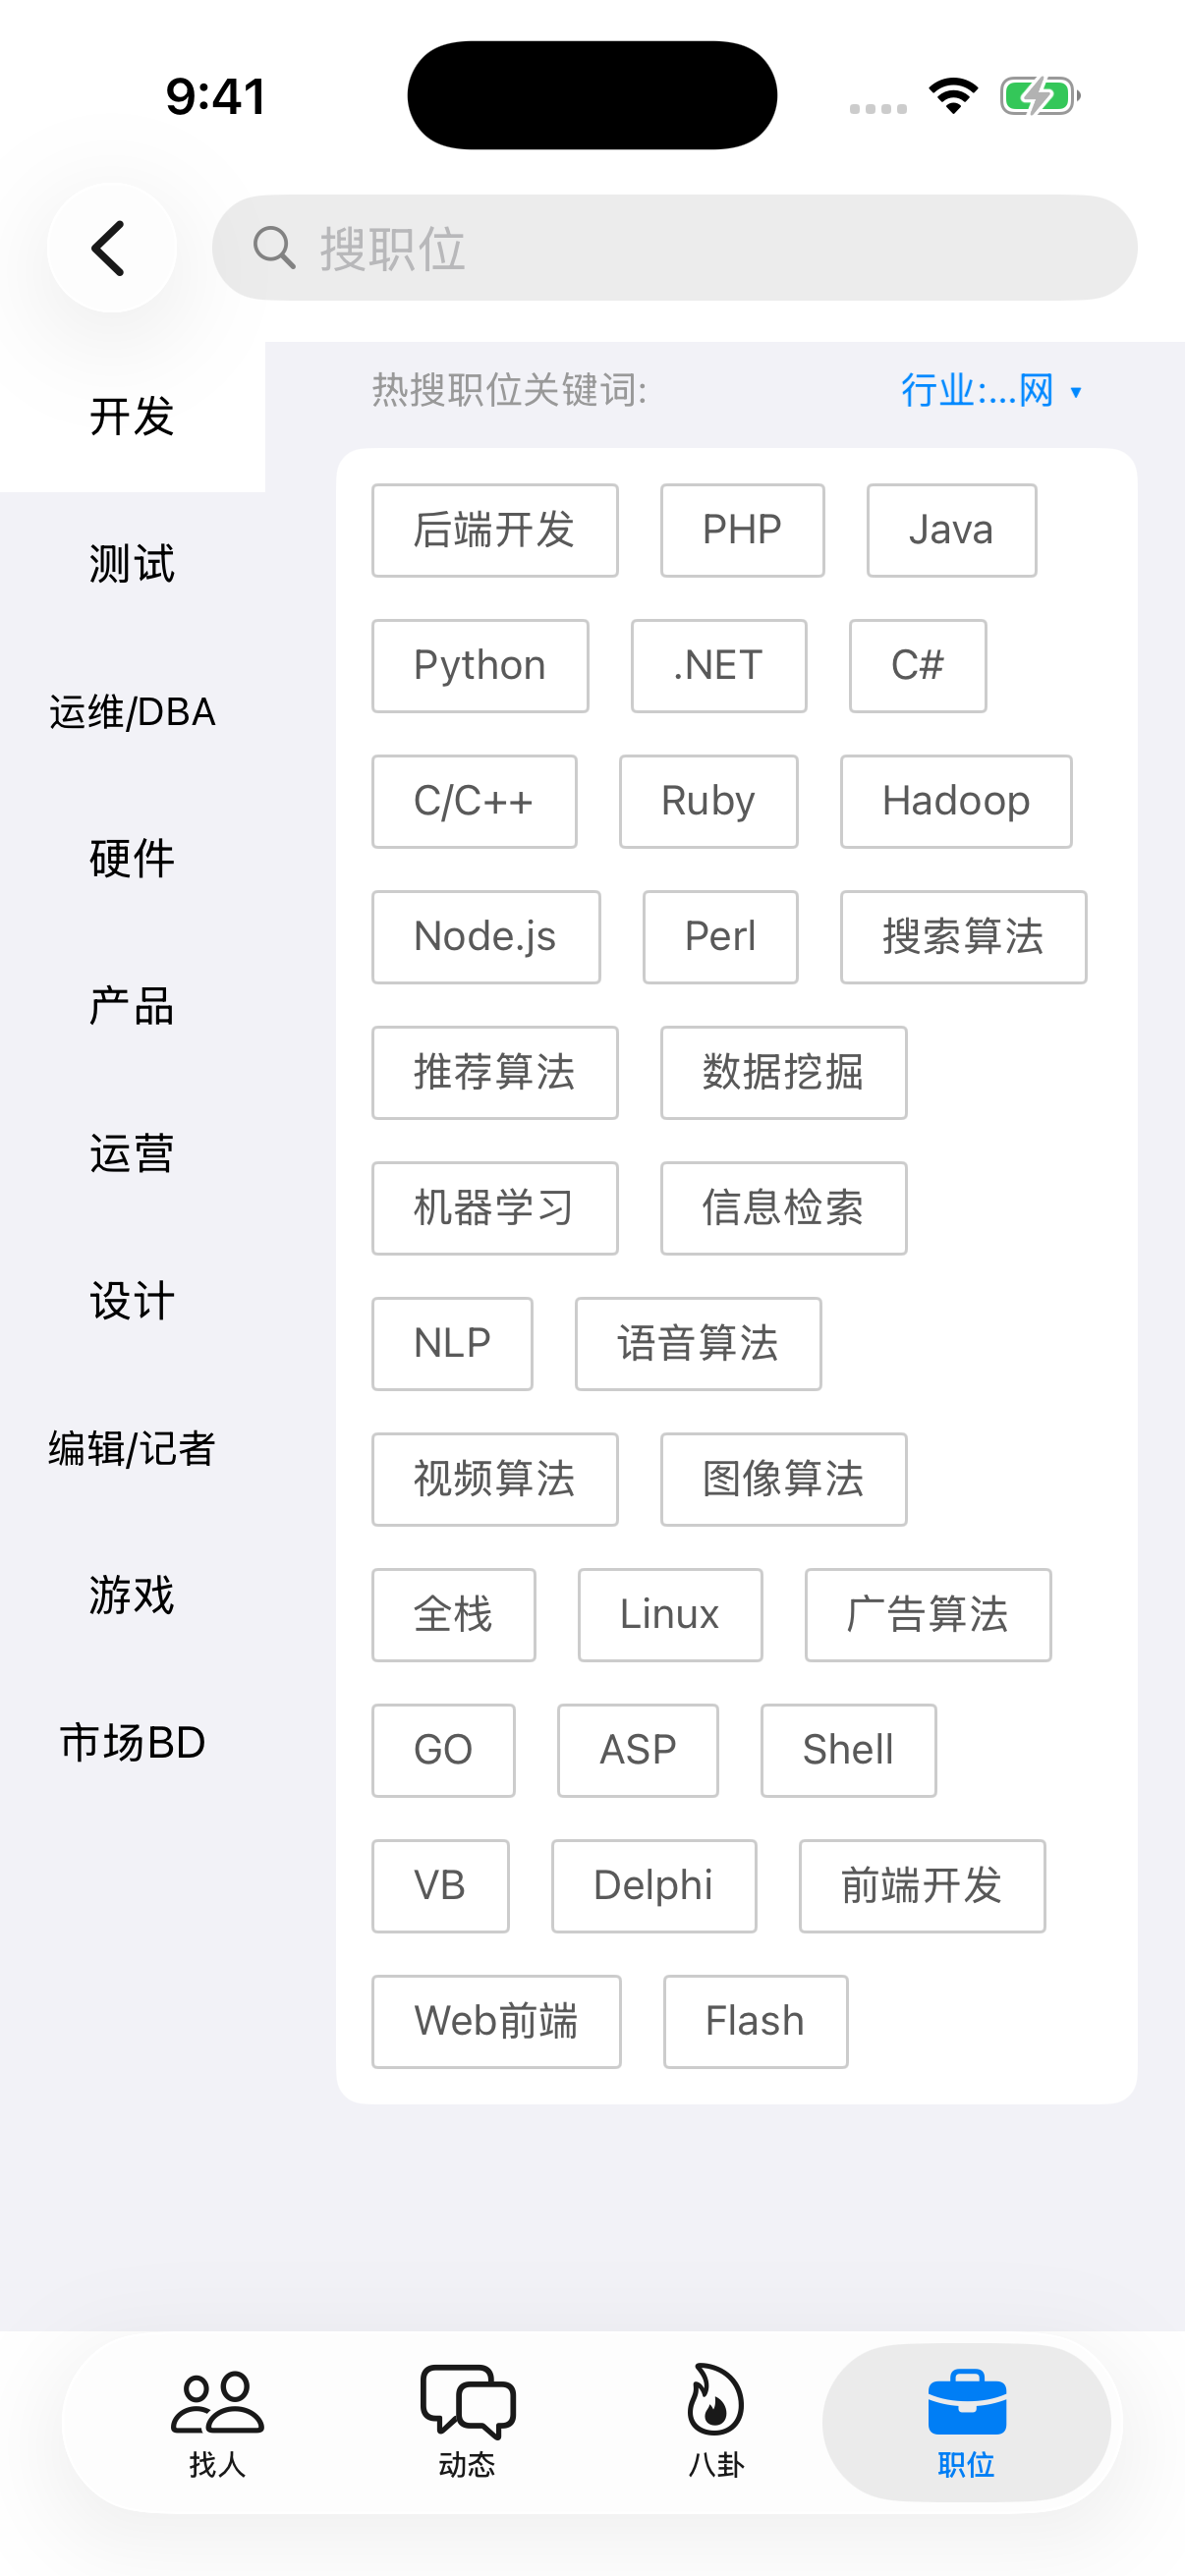 9:41
搜职位
热搜职位关键词: 行业:...网 ▼
开发
测试
运维/DBA
硬件
产品
运营
设计
编辑/记者
游戏
市场BD
后端开发 PHP Java
Python .NET C#
C/C++ Ruby Hadoop
Node.js Perl 搜索算法
推荐算法 数据挖掘
机器学习 信息检索
NLP 语音算法
视频算法 图像算法
全栈 Linux 广告算法
GO ASP Shell
VB Delphi 前端开发
Web前端 Flash
找人 动态 八卦 职位